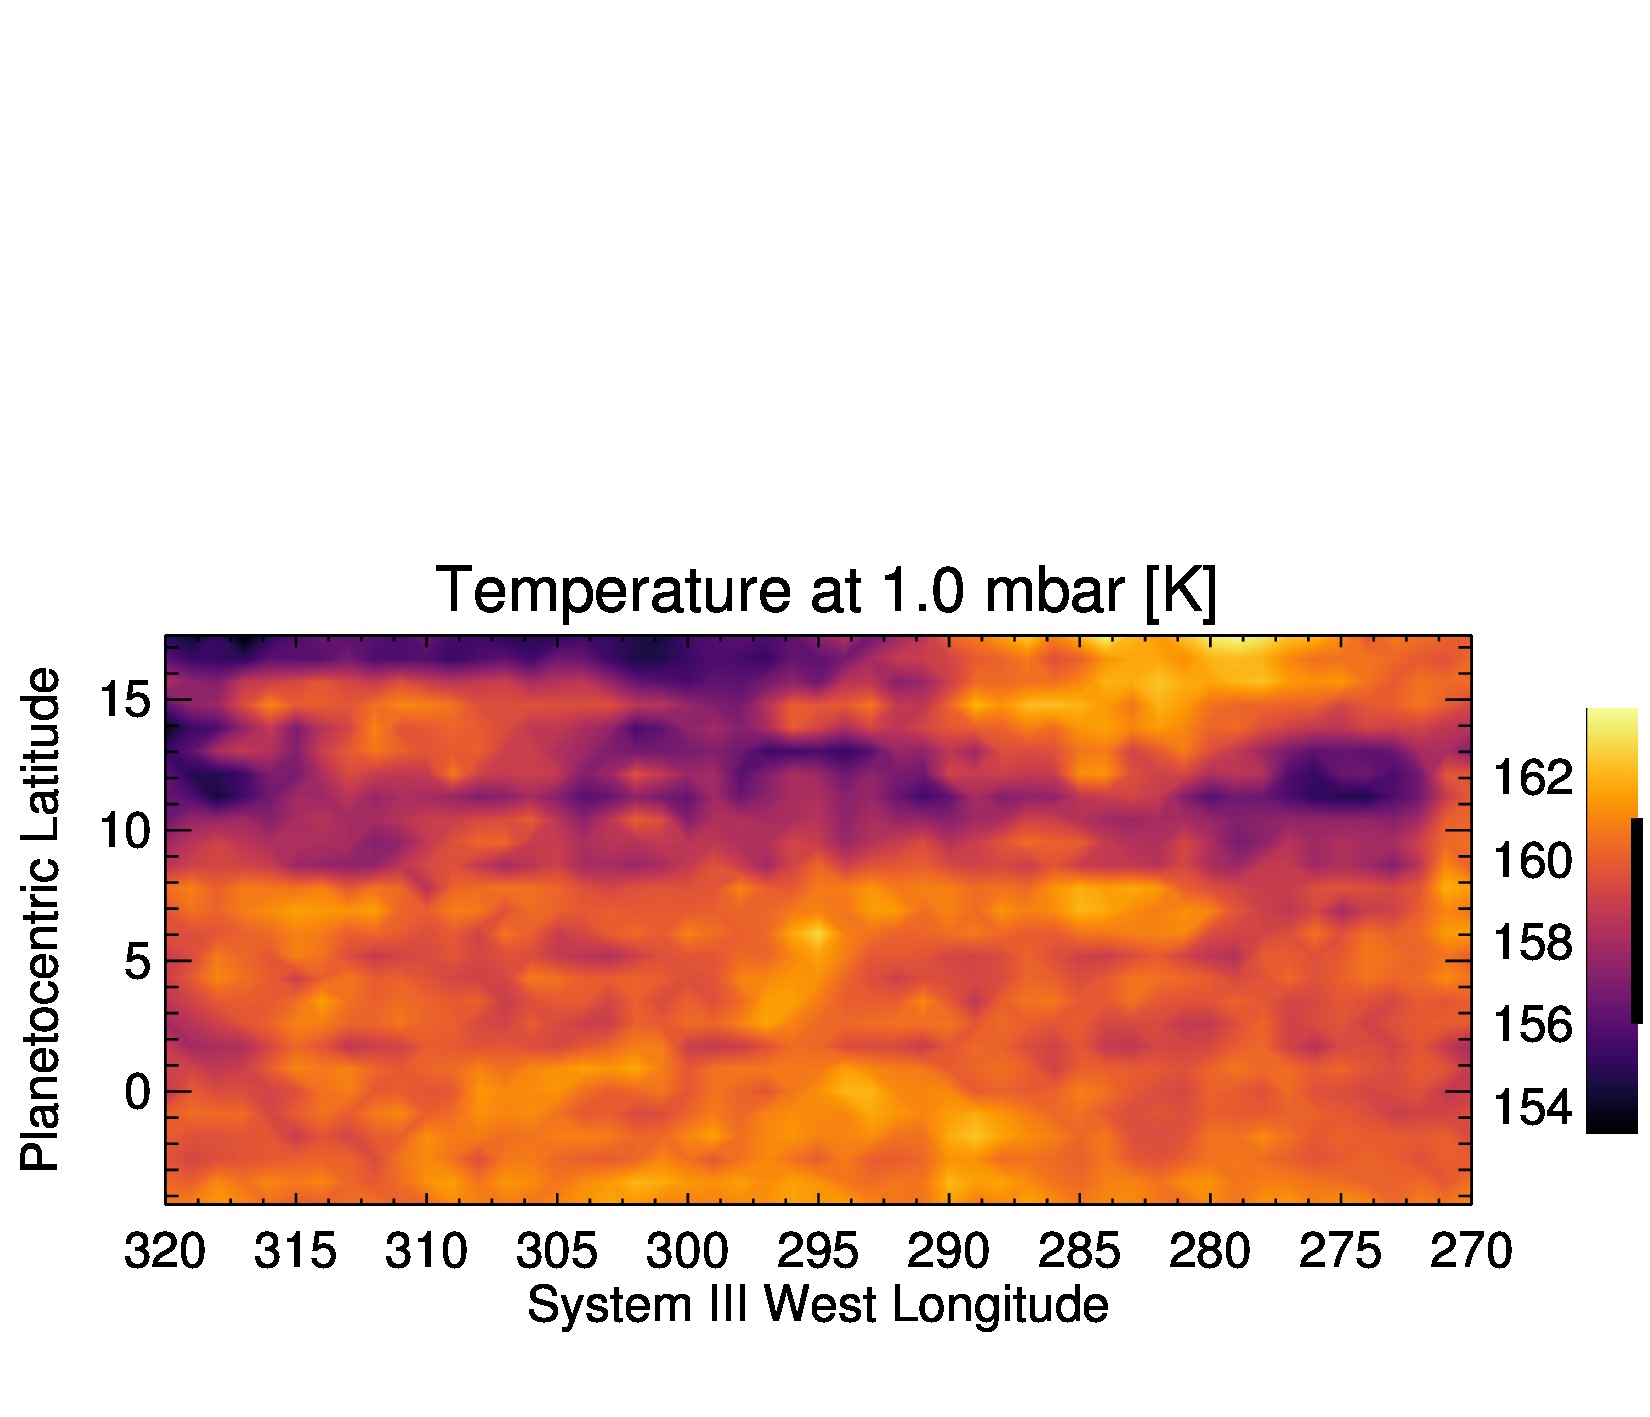 Temperature at 1.0 mbar [K]
Planetocentric Latitude
15
10
5
0
320 315 310 305 300 295 290 285 280 275 270
System III West Longitude
162
160
158
156
154